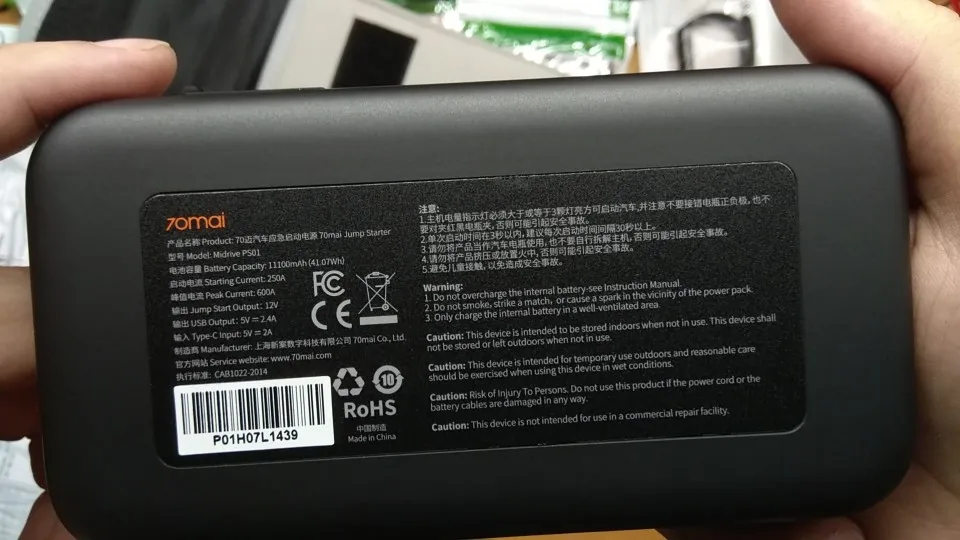 70mai
产品名称 Product: 70迈汽车应急启动电源 70mai Jump Starter
型号 Model: Midrive PS01
电池容量 Battery Capacity: 11100mAh (41.07Wh)
启动电流 Starting Current: 250A
峰值电流 Peak Current: 600A
输出 Jump Start Output: 12V
输出 USB Output: 5V ⎓ 2.4A
输入 Type-C Input: 5V ⎓ 2A
制造商 Manufacturer: 上海新案数字科技有限公司 70mai Co., Ltd.
官方网站 Service website: www.70mai.com
执行标准: CAB1022-2014
P01H07L1439
FC
CE
10
RoHS
中国制造
Made in China
注意:
1.主机电量指示灯必须大于或等于3颗灯亮方可启动汽车,并注意不要接错电瓶正负极, 也不
要对夹红黑电瓶夹, 否则可能引起安全事故。
2.单次启动时间在3秒以内, 建议每次启动时间间隔30秒以上。
3.请勿将产品当作汽车电瓶使用, 也不要自行拆解主机, 否则可能引起安全事故。
4.请勿将产品挤压或放置火中, 否则可能引起安全事故。
5.避免儿童接触, 以免造成安全事故。
Warning:
1. Do not overcharge the internal battery-see Instruction Manual.
2. Do not smoke, strike a match, or cause a spark in the vicinity of the power pack.
3. Only charge the internal battery in a well-ventilated area.
Caution: This device is intended to be stored indoors when not in use. This device shall
not be stored or left outdoors when not in use.
Caution: This device is intended for temporary use outdoors and reasonable care
should be exercised when using this device in wet conditions.
Caution: Risk of Injury To Persons. Do not use this product if the power cord or the
battery cables are damaged in any way.
Caution: This device is not intended for use in a commercial repair facility.